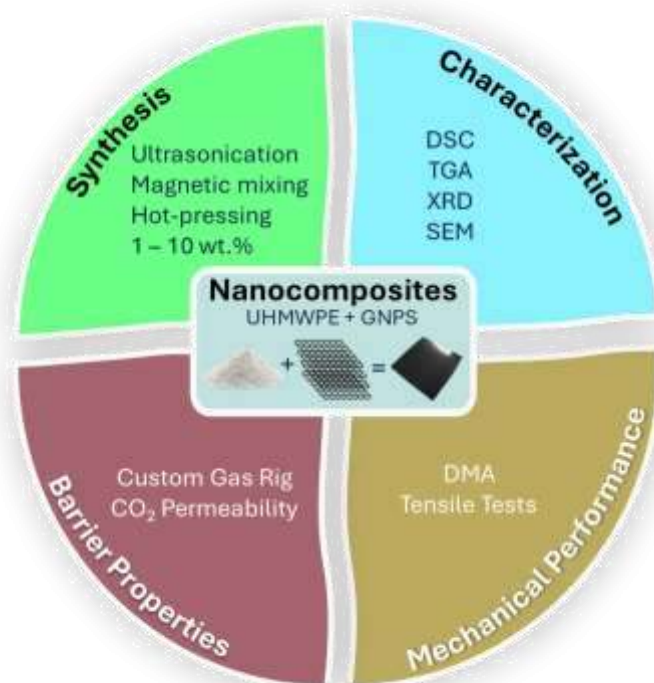 Synthesis
Ultrasonication
Magnetic mixing
Hot-pressing
1 – 10 wt.%
Characterization
DSC
TGA
XRD
SEM
Nanocomposites
UHMWPE + GNPS
+ =
Barrier Properties
Custom Gas Rig
CO₂ Permeability
Mechanical Performance
DMA
Tensile Tests